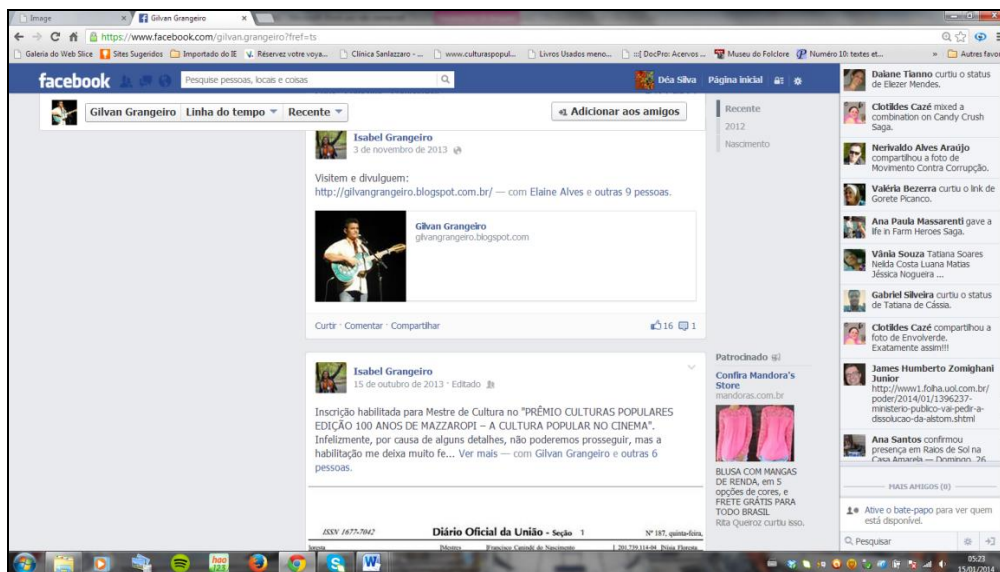 Image
Gilvan Grangeiro
https://www.facebook.com/gilvan.grangeiro?fref=ts
Galeria do Web Slice
Sites Sugeridos
Importado do IE
Réservez votre voya...
Clínica Sanlazzaro - ...
www.culturaspopul...
Livros Usados meno...
::[ DocPro: Acervos ...
Museu do Folclore
Numéro 10: textes et...
»
Autres favor
facebook
Pesquise pessoas, locais e coisas
Déa Silva
Página inicial
Gilvan Grangeiro
Linha do tempo
Recente
Adicionar aos amigos
Isabel Grangeiro
3 de novembro de 2013
Visitem e divulguem:
http://gilvangrangeiro.blogspot.com.br/ — com Elaine Alves e outras 9 pessoas.
Gilvan Grangeiro
gilvangrangeiro.blogspot.com
Curtir · Comentar · Compartilhar
16 1
Isabel Grangeiro
15 de outubro de 2013 · Editado
Inscrição habilitada para Mestre de Cultura no "PRÊMIO CULTURAS POPULARES
EDIÇÃO 100 ANOS DE MAZZAROPI – A CULTURA POPULAR NO CINEMA".
Infelizmente, por causa de alguns detalhes, não poderemos prosseguir, mas a
habilitação me deixa muito fe... Ver mais — com Gilvan Grangeiro e outras 6
pessoas.
ISSN 1677-7042
Diário Oficial da União - Seção 1
Nº 187, quinta-feira,
Francisco Canindé do Nascimento
Recente
2012
Nascimento
Patrocinado
Confira Mandora's
Store
mandoras.com.br
BLUSA COM MANGAS
DE RENDA, em 5
opções de cores, e
FRETE GRÁTIS PARA
TODO BRASIL
Rita Queiroz curtiu isso.
Daiane Tianno curtiu o status
de Eliezer Mendes.
Clotildes Cazé mixed a
combination on Candy Crush
Saga.
Nerivaldo Alves Araújo
compartilhou a foto de
Movimento Contra Corrupção.
Valéria Bezerra curtiu o link de
Gorete Picanco.
Ana Paula Massarenti gave a
life in Farm Heroes Saga.
Vânia Souza Tatiana Soares
Nelda Costa Luana Matias
Jéssica Nogueira ...
Gabriel Silveira curtiu o status
de Tatiana de Cássia.
Clotildes Cazé compartilhou a
foto de Envolverde.
Exatamente assim!!!
James Humberto Zomighani
Junior
http://www1.folha.uol.com.br/
poder/2014/01/1396237-
ministerio-publico-vai-pedir-a-
dissolucao-da-alstom.shtml
Ana Santos confirmou
presença em Raios de Sol na
Casa Amarela — Domingo, 26
MAIS AMIGOS (0)
Ative o bate-papo para ver quem
está disponível.
Pesquisar
hao
123
05:23
15/01/2014